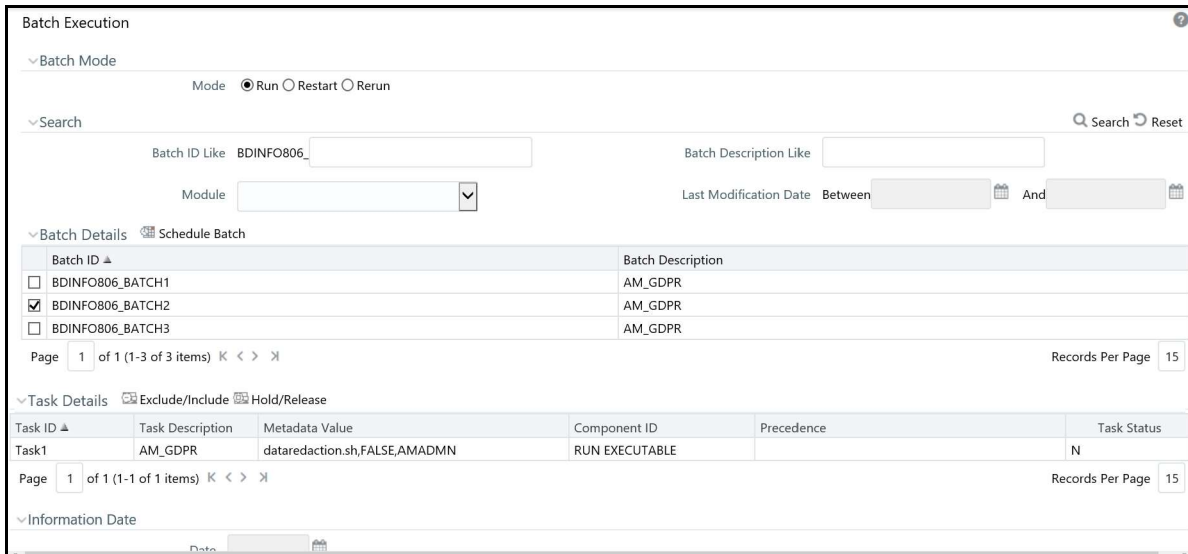 Batch Execution
Batch Mode
Mode Run Restart Rerun
Search Search Reset
Batch ID Like BDINFO806_ Batch Description Like
Module Last Modification Date Between And
Batch Details Schedule Batch
Batch ID Batch Description
BDINFO806_BATCH1 AM_GDPR
BDINFO806_BATCH2 AM_GDPR
BDINFO806_BATCH3 AM_GDPR
Page 1 of 1 (1-3 of 3 items) Records Per Page 15
Task Details Exclude/Include Hold/Release
Task ID Task Description Metadata Value Component ID Precedence Task Status
Task1 AM_GDPR dataredaction.sh,FALSE,AMADMN RUN EXECUTABLE N
Page 1 of 1 (1-1 of 1 items) Records Per Page 15
Information Date
Date